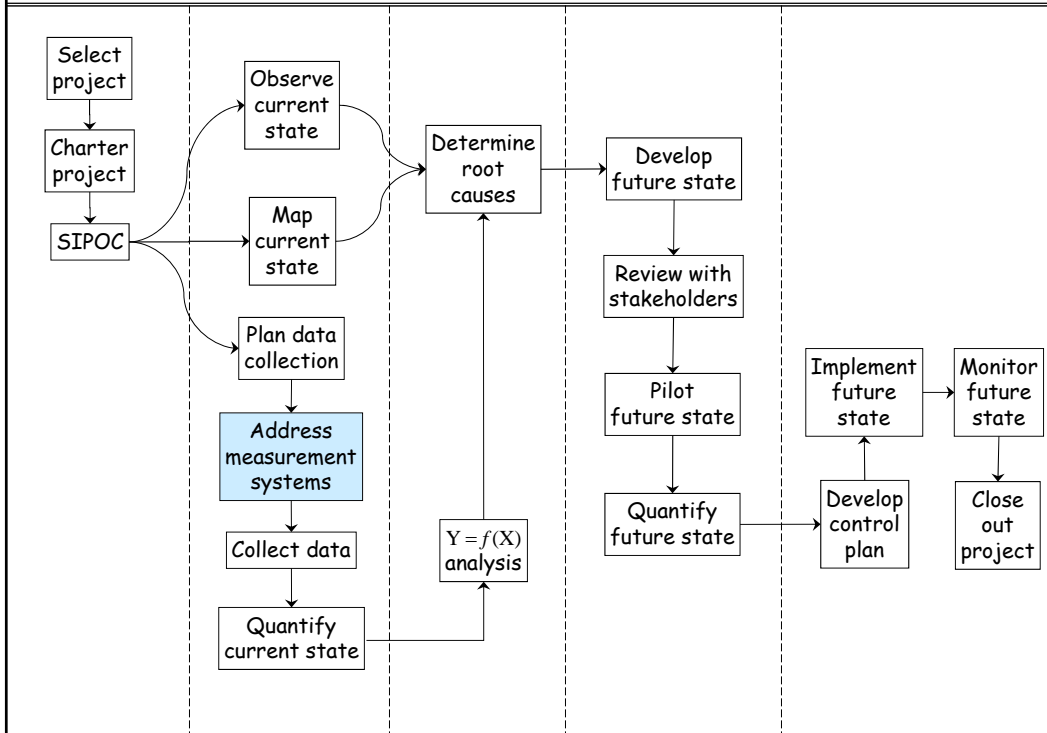 Select
project
Charter
project
SIPOC
Observe
current
state
Map
current
state
Plan data
collection
Address
measurement
systems
Collect data
Quantify
current state
Determine
root
causes
Y = f(X)
analysis
Develop
future state
Review with
stakeholders
Pilot
future state
Quantify
future state
Implement
future
state
Develop
control
plan
Monitor
future
state
Close
out
project